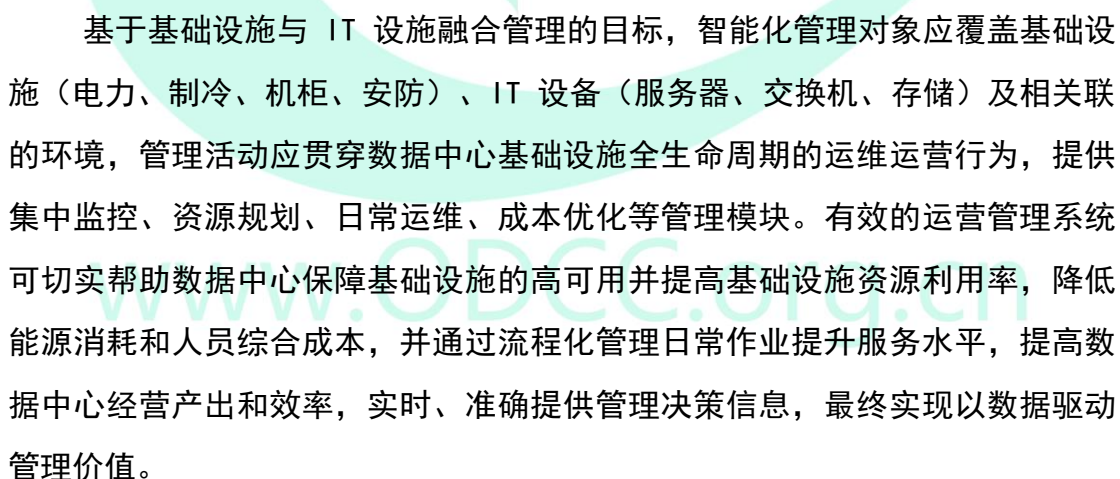 基于基础设施与 IT 设施融合管理的目标，智能化管理对象应覆盖基础设
施（电力、制冷、机柜、安防）、IT 设备（服务器、交换机、存储）及相关联
的环境，管理活动应贯穿数据中心基础设施全生命周期的运维运营行为，提供
集中监控、资源规划、日常运维、成本优化等管理模块。有效的运营管理系统
可切实帮助数据中心保障基础设施的高可用并提高基础设施资源利用率，降低
www.ODCC.org.cn
能源消耗和人员综合成本，并通过流程化管理日常作业提升服务水平，提高数
据中心经营产出和效率，实时、准确提供管理决策信息，最终实现以数据驱动
管理价值。